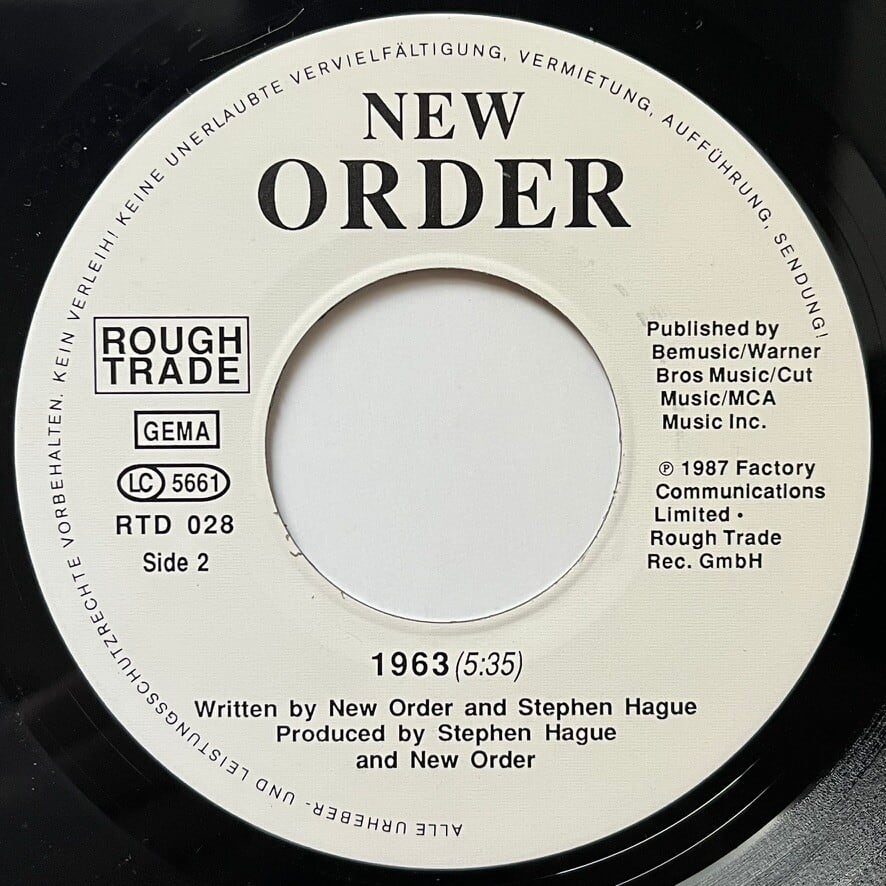 ALLE URHEBER- UND LEISTUNGSSCHUTZRECHTE VORBEHALTEN. KEIN VERLEIH! KEINE UNERLAUBTE VERVIELFÄLTIGUNG, VERMIETUNG, AUFFÜHRUNG, SENDUNG!
NEW
ORDER
ROUGH
TRADE
GEMA
LC 5661
RTD 028
Side 2
Published by
Bemusic/Warner
Bros Music/Cut
Music/MCA
Music Inc.
℗ 1987 Factory
Communications
Limited •
Rough Trade
Rec. GmbH
1963 (5:35)
Written by New Order and Stephen Hague
Produced by Stephen Hague
and New Order